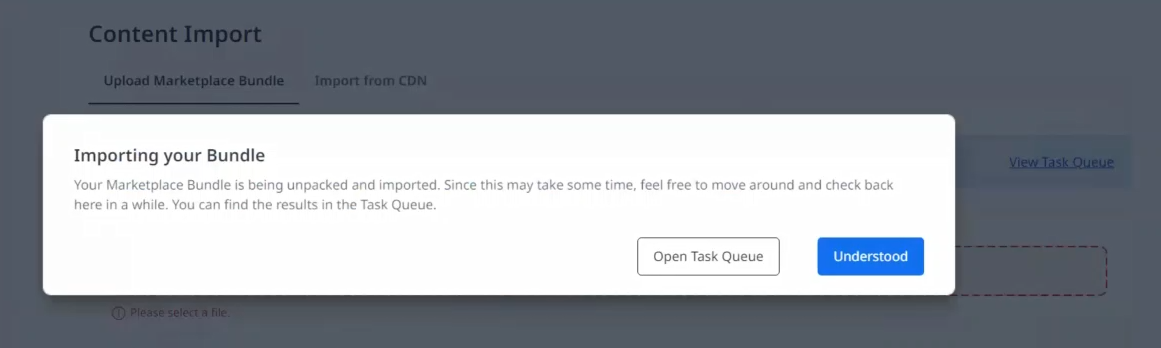 Content Import
Upload Marketplace Bundle Import from CDN
Importing your Bundle
View Task Queue
Your Marketplace Bundle is being unpacked and imported. Since this may take some time, feel free to move around and check back
here in a while. You can find the results in the Task Queue.
Open Task Queue Understood
Please select a file.